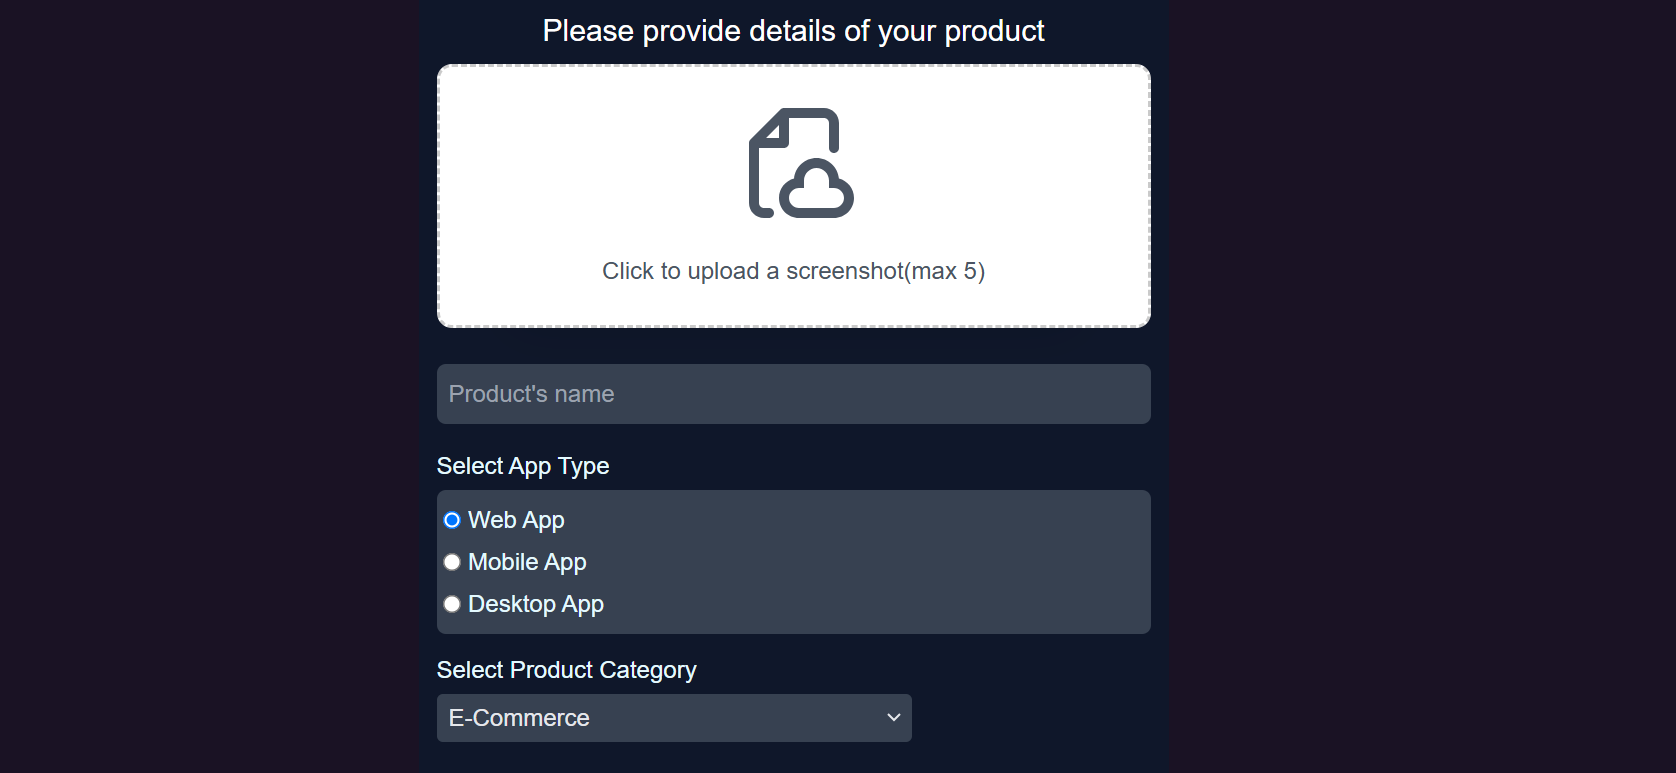 Please provide details of your product
Click to upload a screenshot(max 5)
Product's name
Select App Type
Web App
Mobile App
Desktop App
Select Product Category
E-Commerce